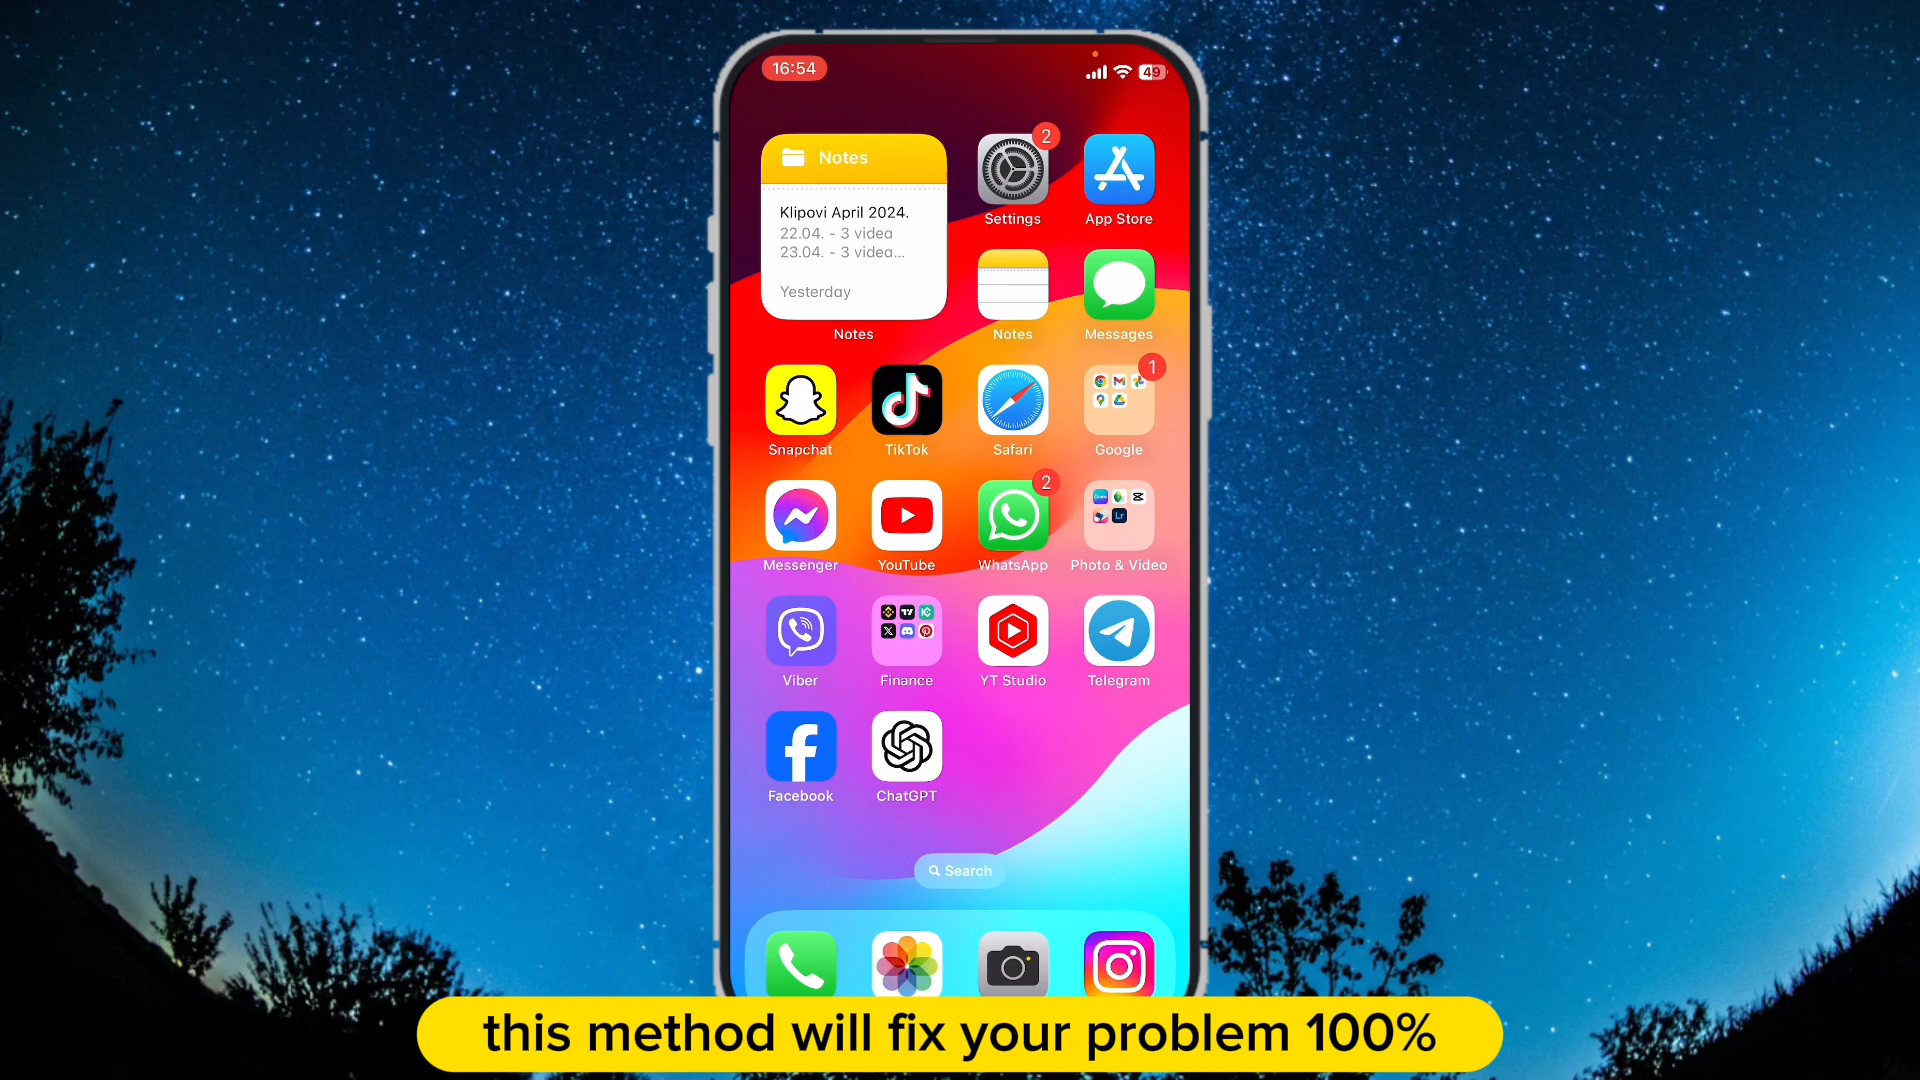 16:54
49
Notes
Klipovi April 2024.
22.04. - 3 videa
23.04. - 3 videa...
Yesterday
Notes
2
Settings
App Store
Notes
Messages
Snapchat
TikTok
Safari
1
Google
Messenger
YouTube
2
WhatsApp
Lr
Photo & Video
Viber
Finance
YT Studio
Telegram
Facebook
ChatGPT
Search
this method will fix your problem 100%